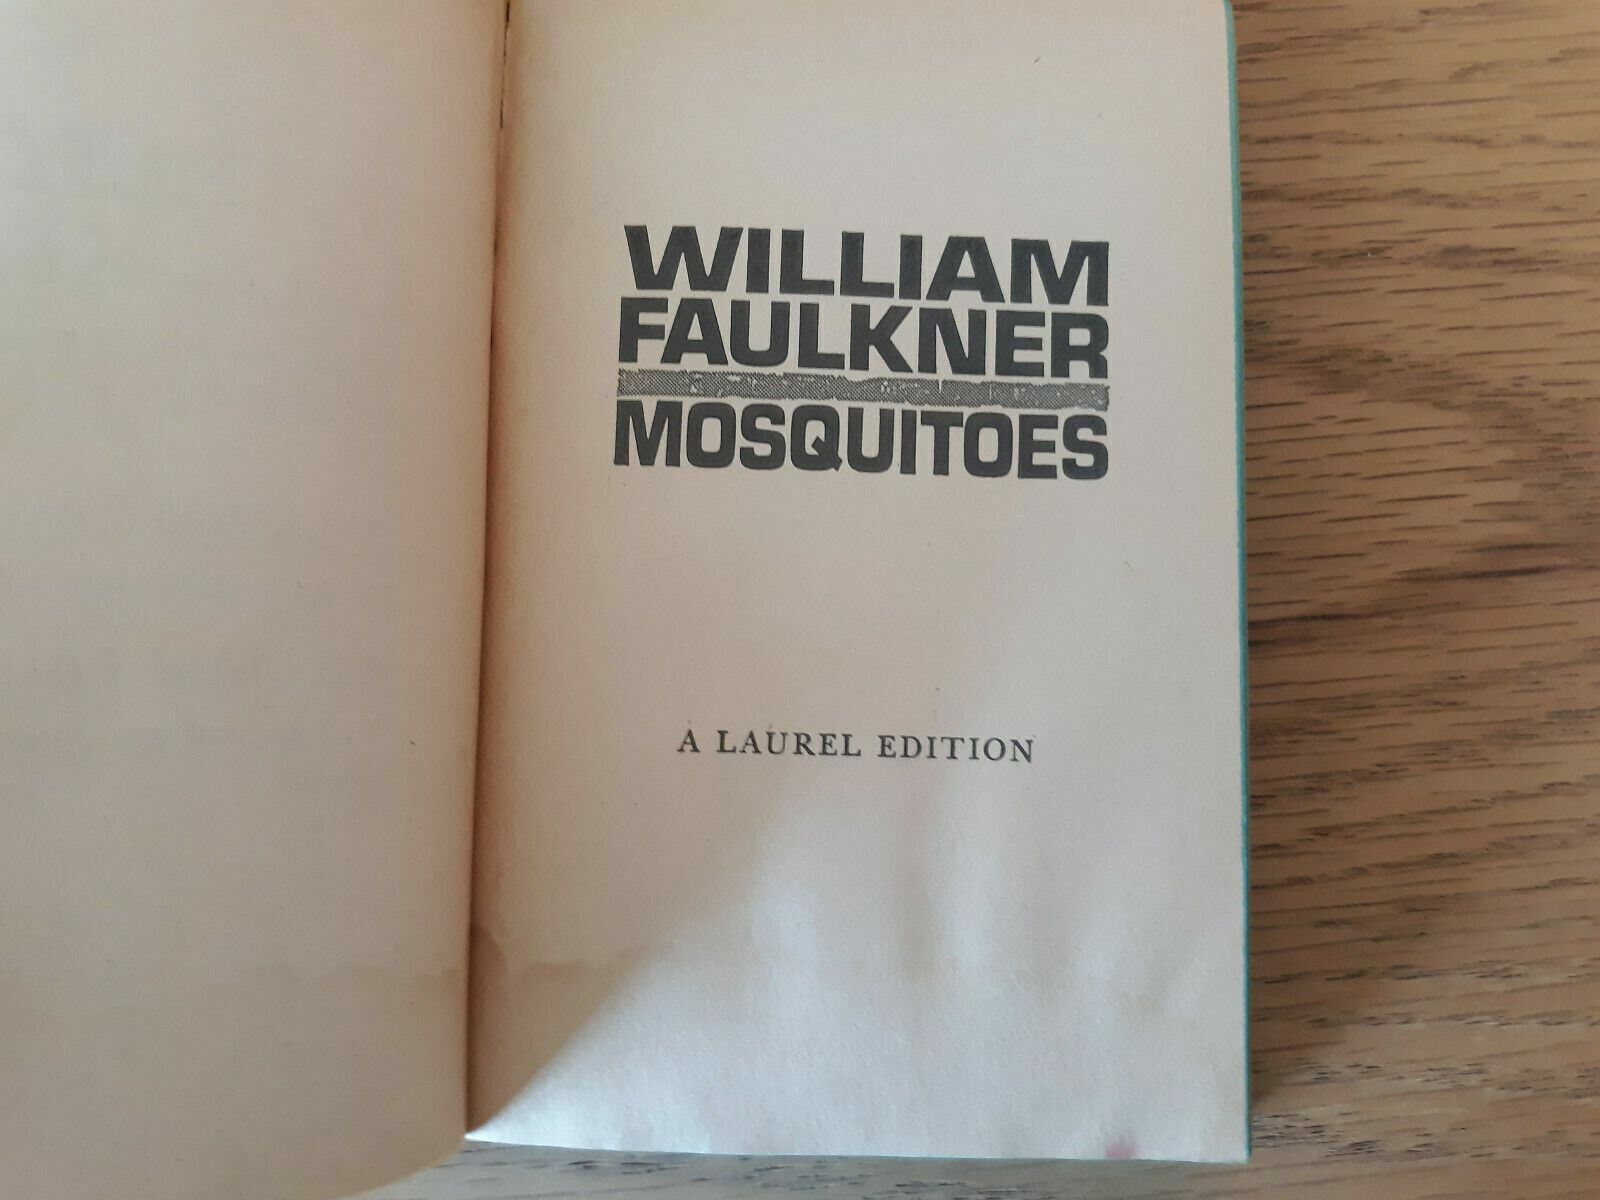 WILLIAM
FAULKNER
MOSQUITOES
A LAUREL EDITION